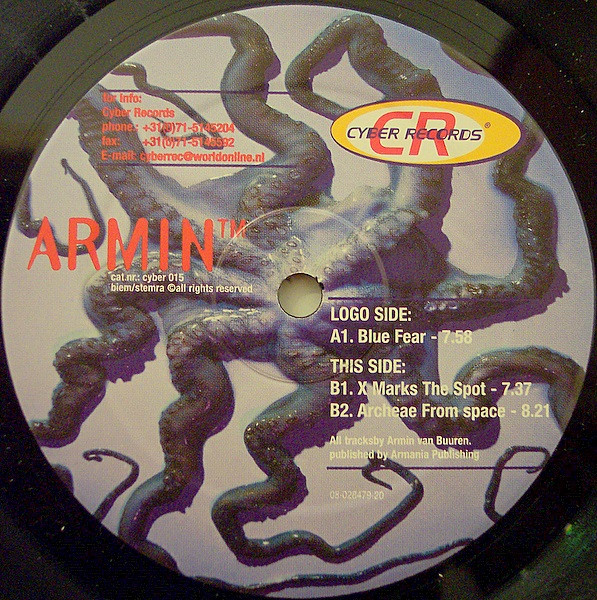 for info:
Cyber Records
phone: +31(0)71-5145204
fax: +31(0)71-5145592
E-mail: cyberrec@worldonline.nl
CR
CYBER RECORDS®
ARMIN™
cat.nr.: cyber 015
biem/stemra ©all rights reserved
LOGO SIDE:
A1. Blue Fear - 7.58
THIS SIDE:
B1. X Marks The Spot - 7.37
B2. Archeae From space - 8.21
All tracksby Armin van Buuren.
published by Armania Publishing
08-026479-20